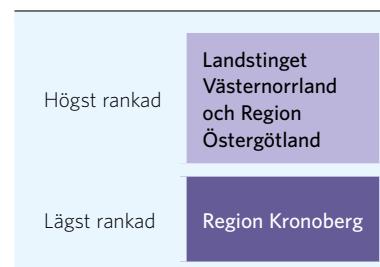 Högst rankad
Landstinget
Västernorrland
och Region
Östergötland
Lägst rankad
Region Kronoberg